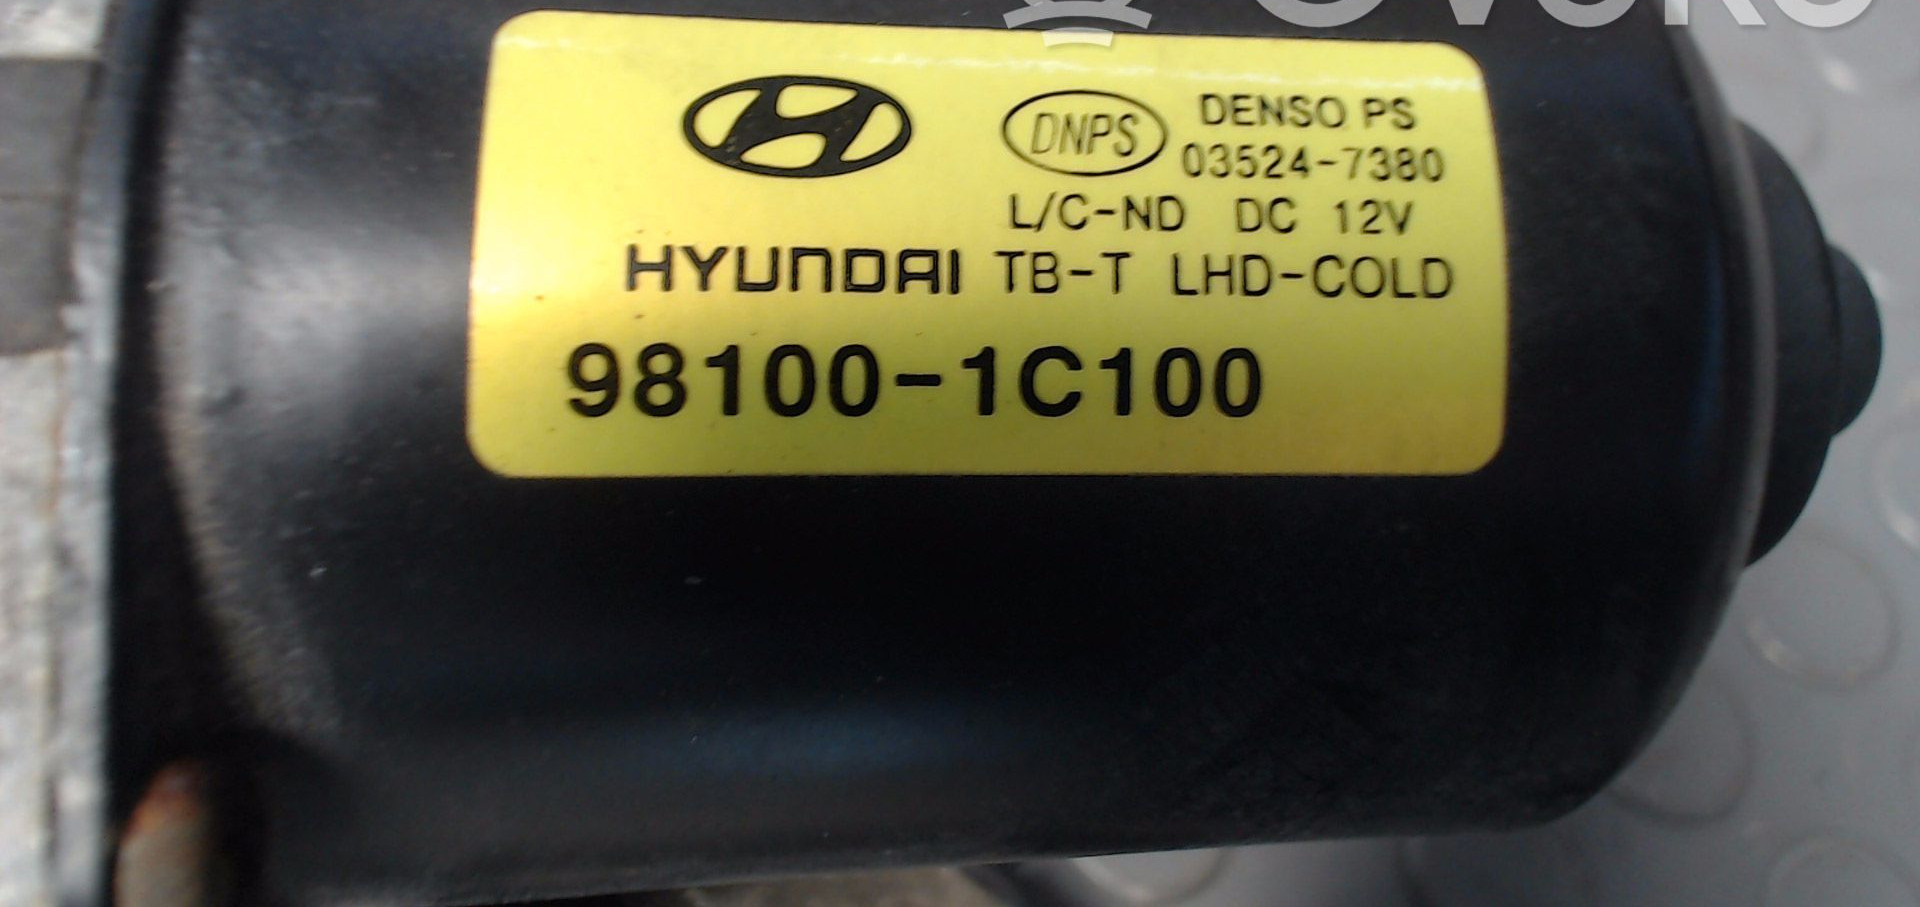 DNPS DENSO PS
03524-7380
L/C-ND DC 12V
HYUNDAI TB-T LHD-COLD
98100-1C100